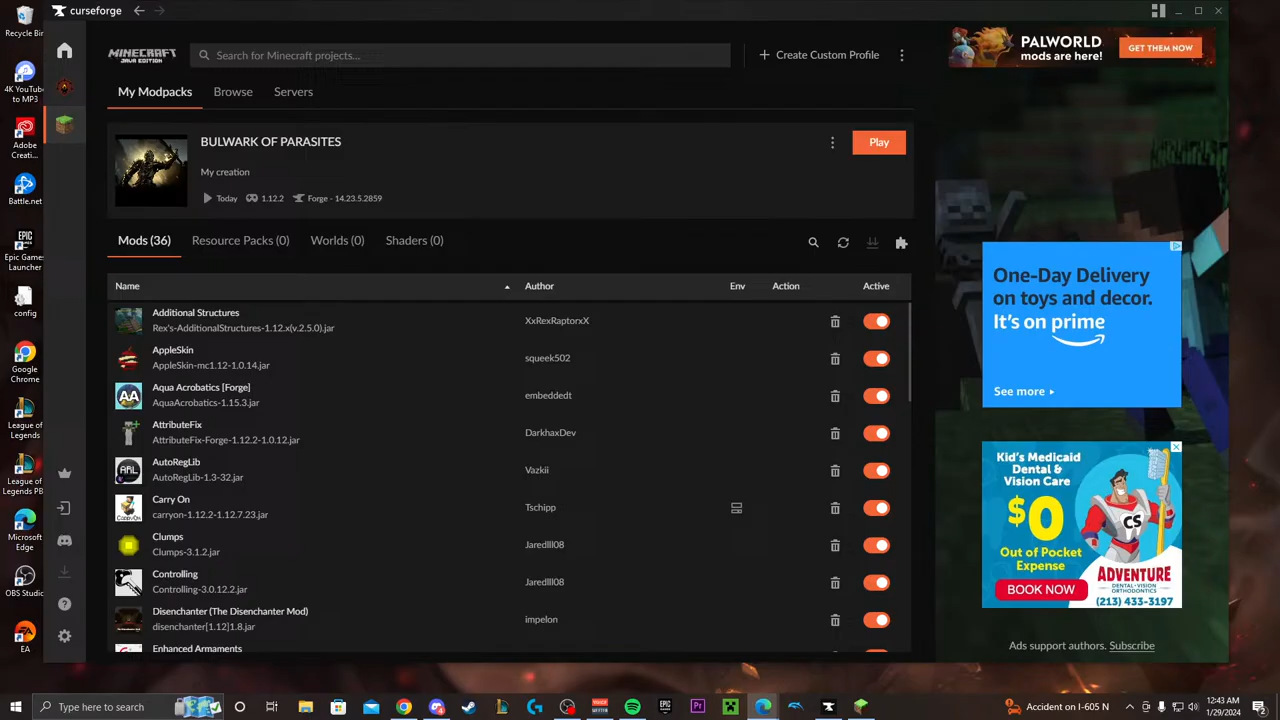 curseforge
Recycle Bin
4K YouTube
to MP3
Adobe
Creati...
Battle.net
EPIC
GAMES
Epic Games
Launcher
config
Google
Chrome
League of
Legends
League of
Legends PB
Microsoft
Edge
OBS Studio
EA
MINECRAFT
JAVA EDITION
Search for Minecraft projects...
Create Custom Profile
My Modpacks
Browse
Servers
BULWARK OF PARASITES
My creation
Today
1.12.2
Forge - 14.23.5.2859
Play
Mods (36)
Resource Packs (0)
Worlds (0)
Shaders (0)
Name
Author
Env
Action
Active
Additional Structures
Rex's-AdditionalStructures-1.12.x(v.2.5.0).jar
XxRexRaptorxX
AppleSkin
AppleSkin-mc1.12-1.0.14.jar
squeek502
AA
Aqua Acrobatics [Forge]
AquaAcrobatics-1.15.3.jar
embeddedt
AttributeFix
AttributeFix-Forge-1.12.2-1.0.12.jar
DarkhaxDev
ARL
AutoRegLib
AutoRegLib-1.3-32.jar
Vazkii
CARRY ON
Carry On
carryon-1.12.2-1.12.7.23.jar
Tschipp
Clumps
Clumps-3.1.2.jar
Jaredlll08
Controlling
Controlling-3.0.12.2.jar
Jaredlll08
Disenchanter (The Disenchanter Mod)
disenchanter[1.12]1.8.jar
impelon
Enhanced Armaments
PALWORLD
mods are here!
GET THEM NOW
One-Day Delivery
on toys and decor.
It's on prime
See more
Kid's Medicaid
Dental &
Vision Care
$0
Out of Pocket
Expense
BOOK NOW
CS
ADVENTURE
DENTAL • VISION
ORTHODONTICS
(213) 433-3197
Ads support authors. Subscribe
Type here to search
Pr
Accident on I-605 N
12:43 AM
1/29/2024